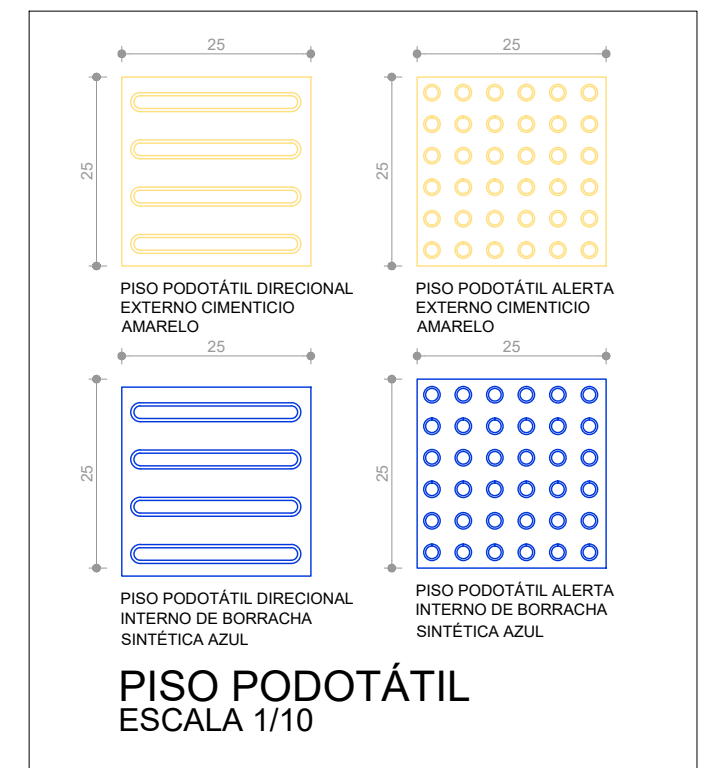 25
25
25
25
PISO PODOTÁTIL DIRECIONAL
EXTERNO CIMENTICIO
AMARELO
PISO PODOTÁTIL ALERTA
EXTERNO CIMENTICIO
AMARELO
25
25
25
25
PISO PODOTÁTIL DIRECIONAL
INTERNO DE BORRACHA
SINTÉTICA AZUL
PISO PODOTÁTIL ALERTA
INTERNO DE BORRACHA
SINTÉTICA AZUL
PISO PODOTÁTIL
ESCALA 1/10